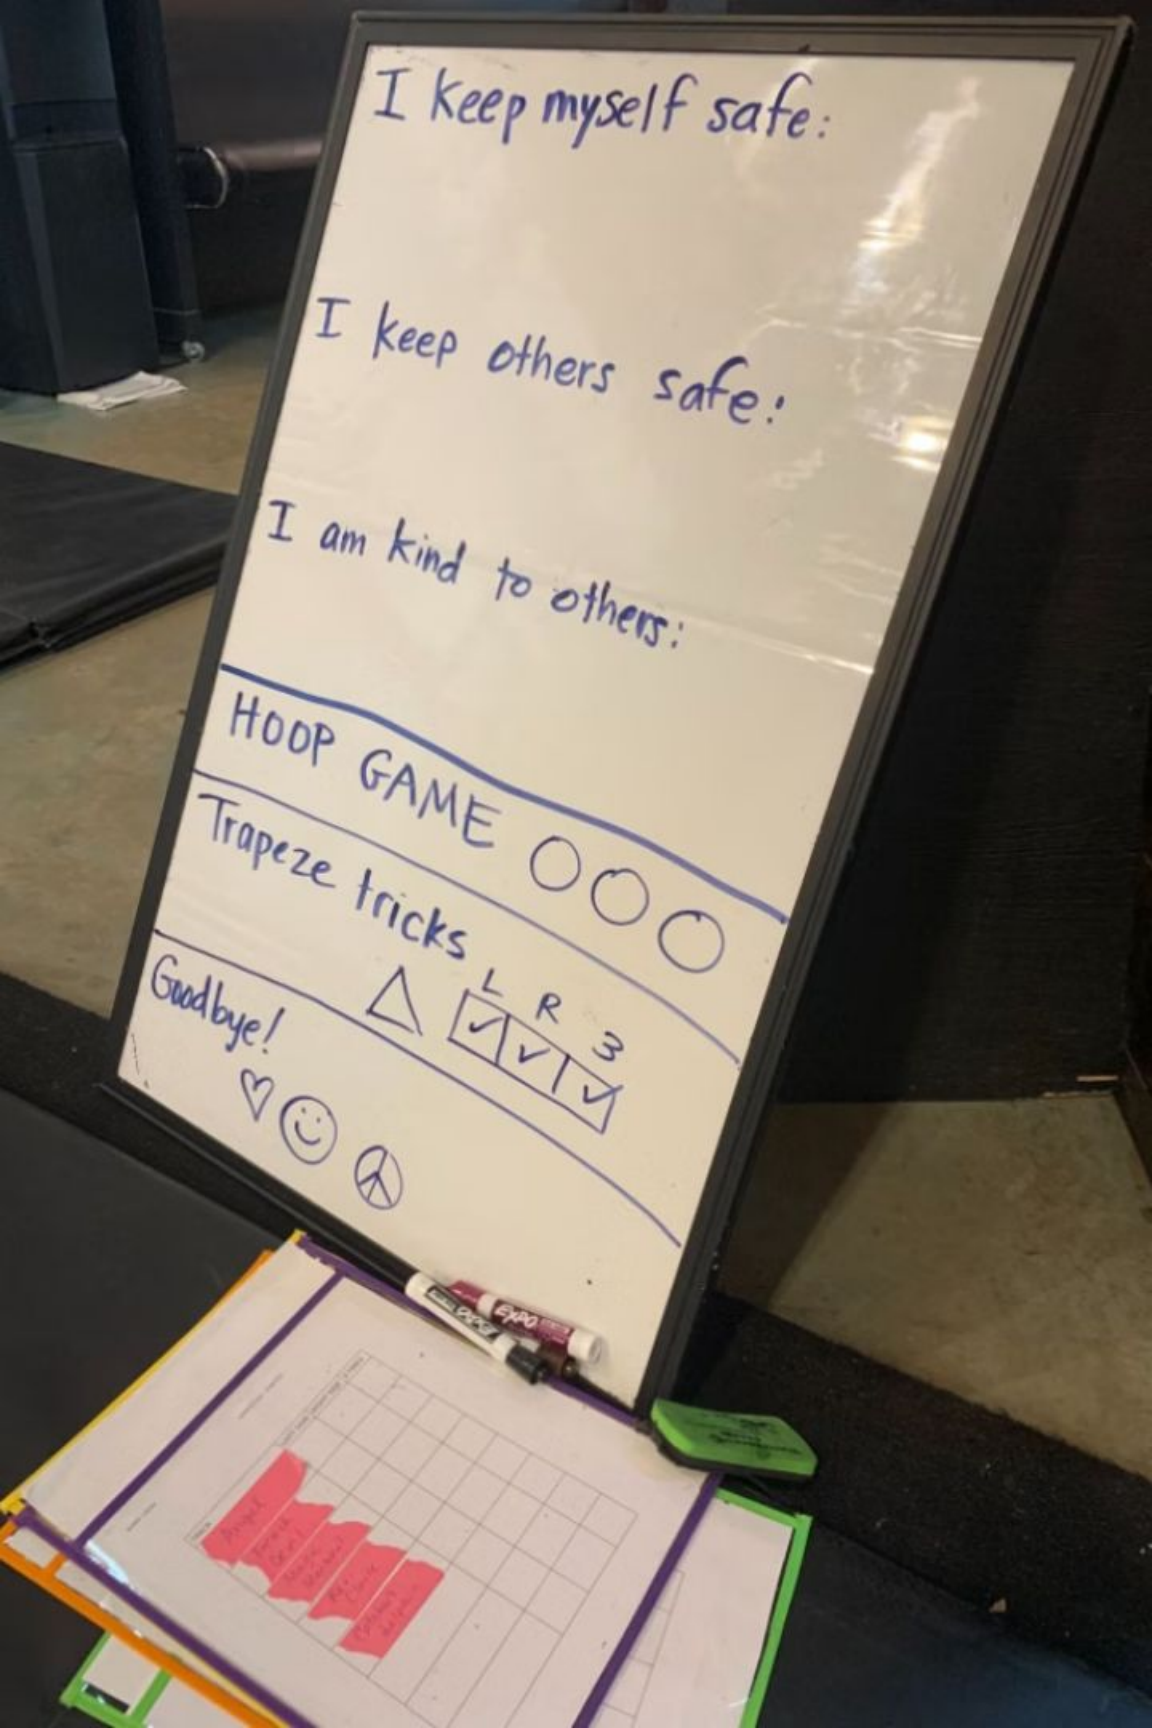 I keep myself safe:
I keep others safe:
I am kind to others:
HOOP GAME
Trapeze tricks
L R 3
Goodbye!
EXPO
EXPO